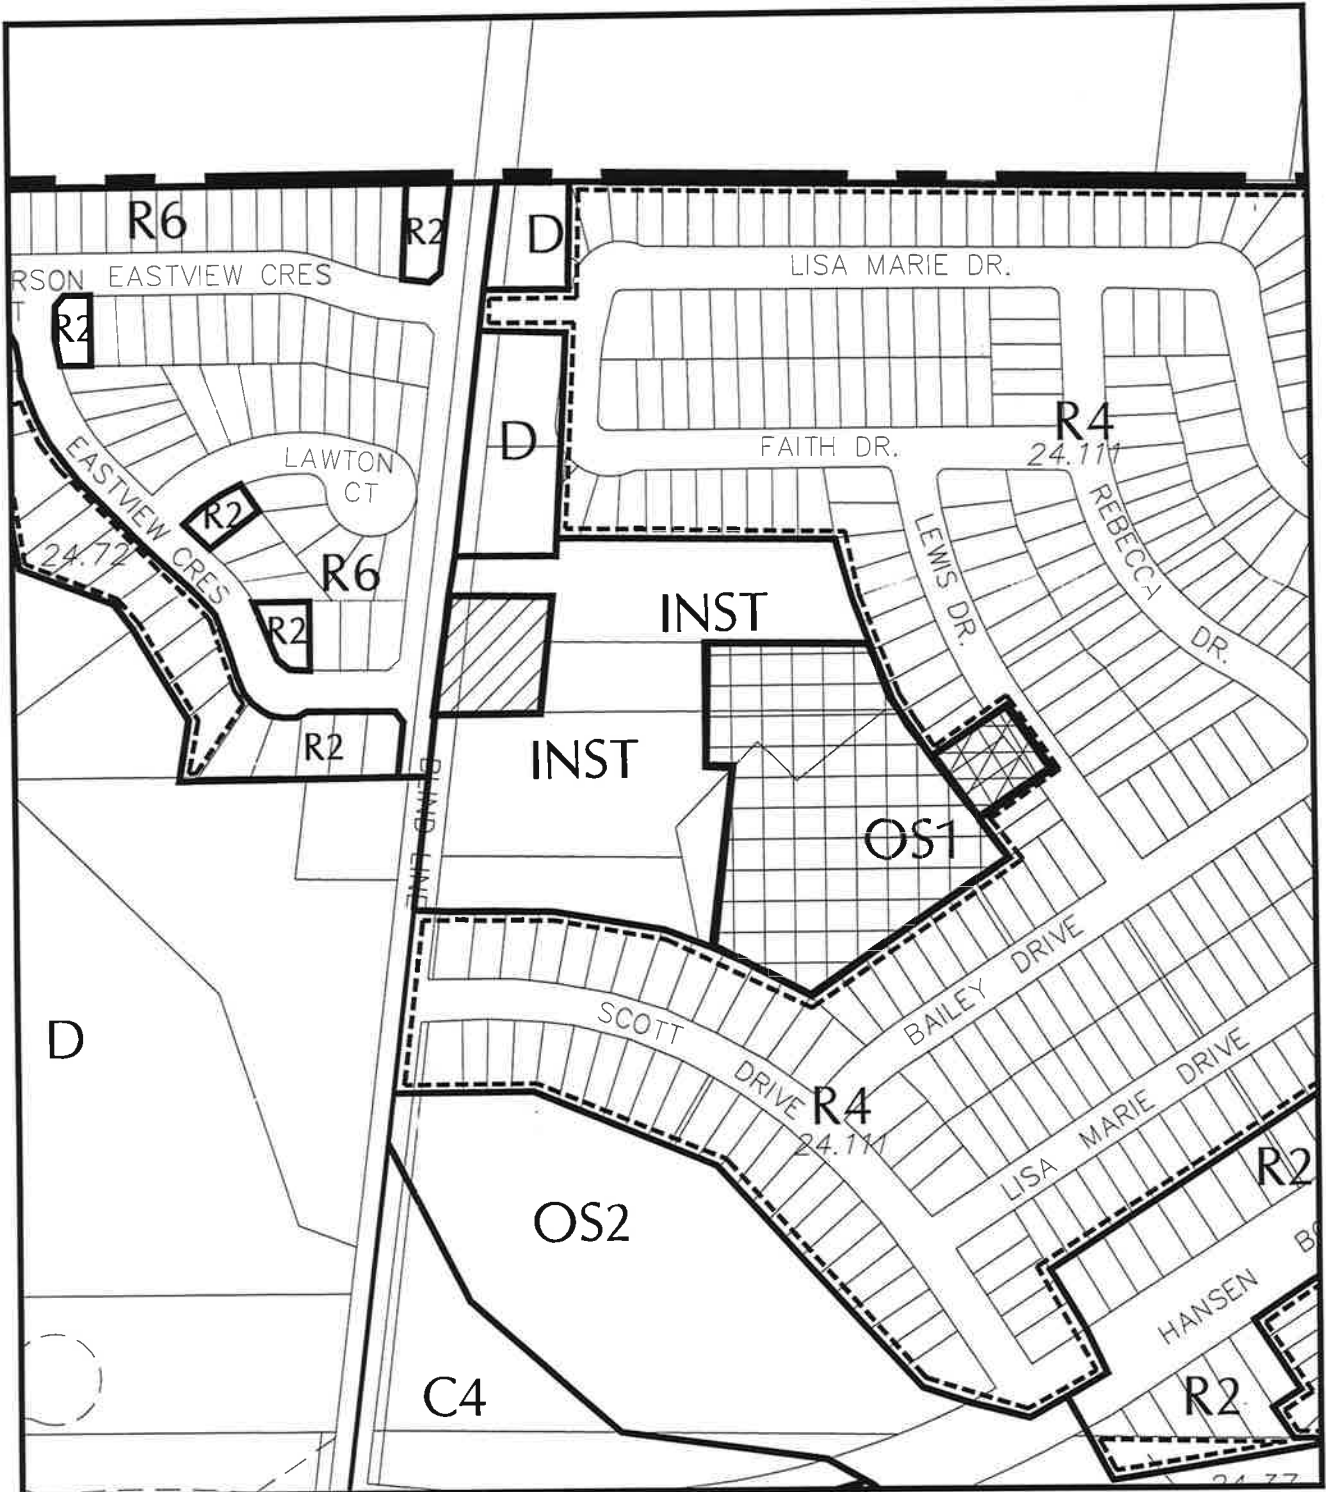 R6
R2
D
LISA MARIE DR.
RSON
EASTVIEW CRES
R2
D
R4
24.111
FAITH DR.
LAWTON
CT
EASTVIEW CRES
R2
24.72
R6
R2
LEWIS DR.
REBECCA DR.
INST
R2
INST
BLIND LINE
OS1
D
SCOTT DRIVE
BAILEY DRIVE
R4
24.111
LISA MARIE DRIVE
R2
OS2
HANSEN
C4
R2